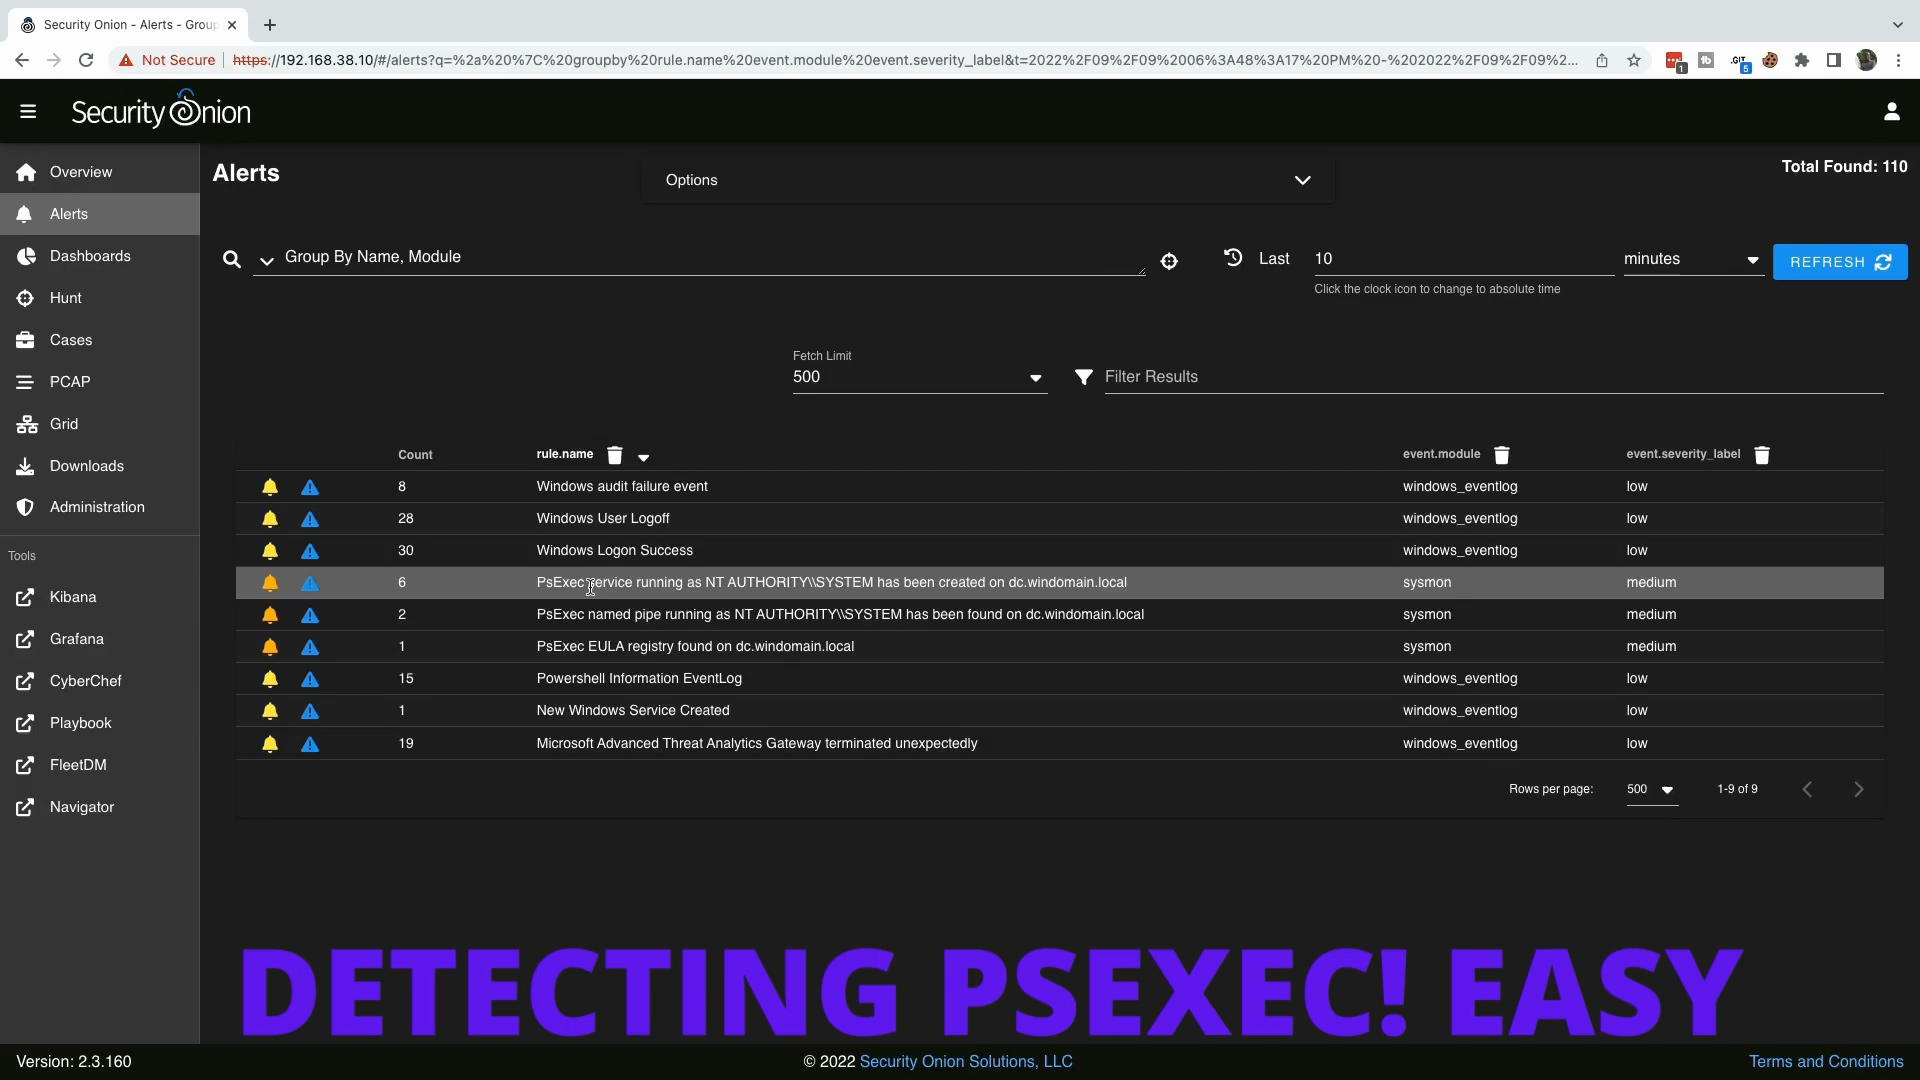 Security Onion - Alerts - Group
Not Secure https://192.168.38.10/#/alerts?q=%2a%20%7C%20groupby%20rule.name%20event.module%20event.severity_label&t=2022%2F09%2F09%2006%3A48%3A17%20PM%20-%202022%2F09%2F09%2...
1
tb
.GIT
5
Security Onion
Overview
Alerts
Dashboards
Hunt
Cases
PCAP
Grid
Downloads
Administration
Tools
Kibana
Grafana
CyberChef
Playbook
FleetDM
Navigator
Alerts
Options
Total Found: 110
Group By Name, Module
Last 10 minutes
REFRESH
Click the clock icon to change to absolute time
Fetch Limit
500
Filter Results
Count rule.name event.module event.severity_label
8 Windows audit failure event windows_eventlog low
28 Windows User Logoff windows_eventlog low
30 Windows Logon Success windows_eventlog low
6 PsExec service running as NT AUTHORITY\\SYSTEM has been created on dc.windomain.local sysmon medium
2 PsExec named pipe running as NT AUTHORITY\\SYSTEM has been found on dc.windomain.local sysmon medium
1 PsExec EULA registry found on dc.windomain.local sysmon medium
15 Powershell Information EventLog windows_eventlog low
1 New Windows Service Created windows_eventlog low
19 Microsoft Advanced Threat Analytics Gateway terminated unexpectedly windows_eventlog low
Rows per page: 500 1-9 of 9
DETECTING PSEXEC! EASY
Version: 2.3.160
© 2022 Security Onion Solutions, LLC
Terms and Conditions